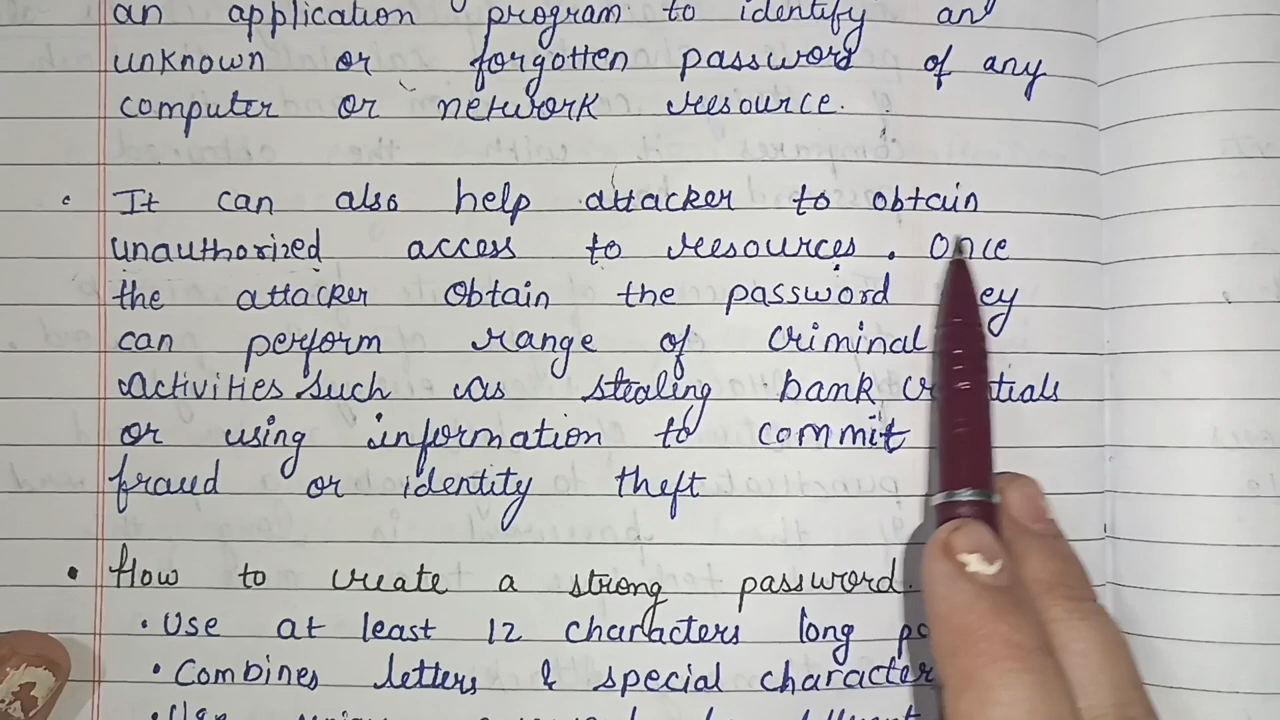 an application program to identify an
unknown or forgotten password of any
computer or network resource.
• It can also help attacker to obtain
unauthorized access to resources. Once
the attacker obtain the password
can perform range of criminal
activities such as stealing bank
or using information to commit
fraud or identity theft
• How to create a strong password.
• Use at least 12 characters long
• Combines letters & special character